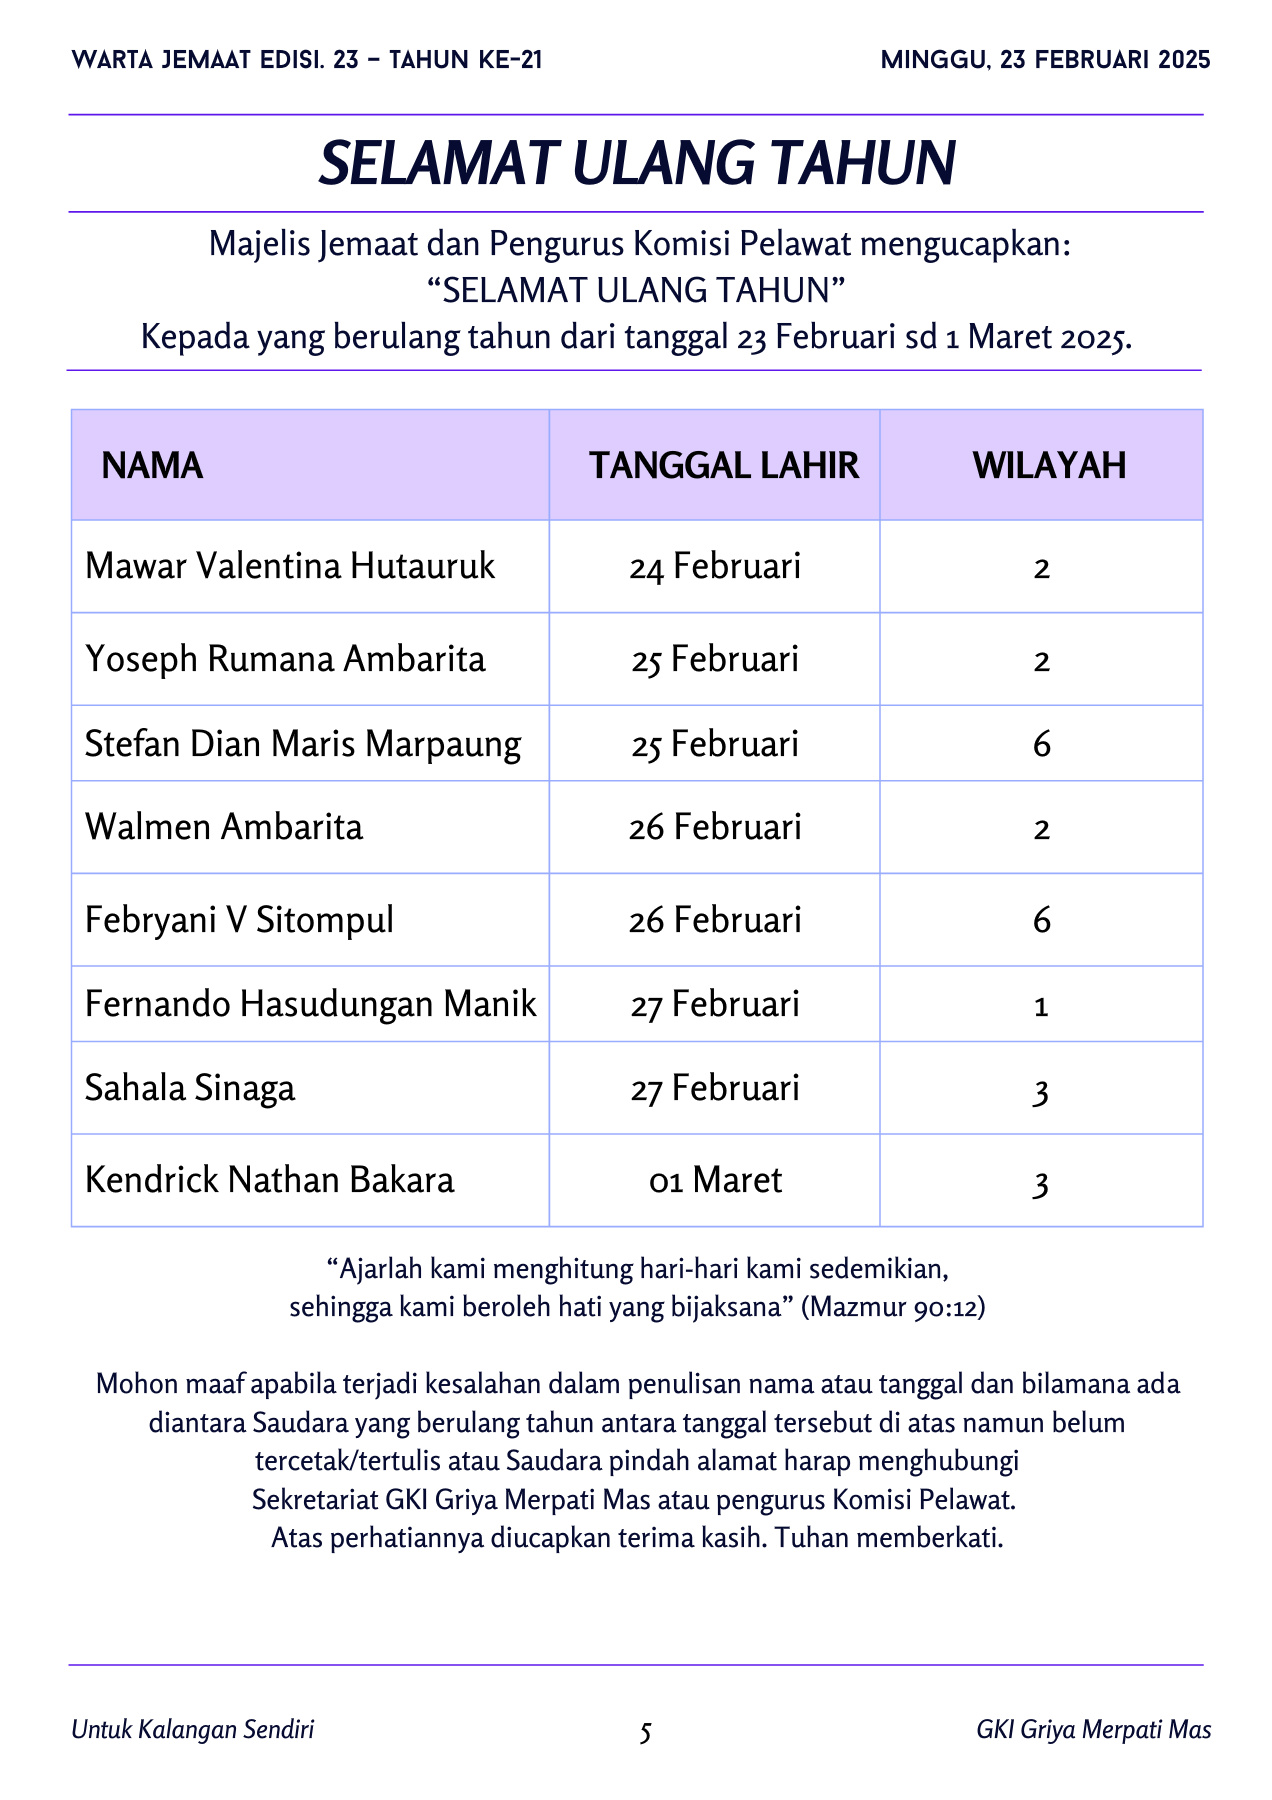 WARTA JEMAAT EDISI. 23 – TAHUN KE-21 MINGGU, 23 FEBRUARI 2025
SELAMAT ULANG TAHUN
Majelis Jemaat dan Pengurus Komisi Pelawat mengucapkan:
“SELAMAT ULANG TAHUN”
Kepada yang berulang tahun dari tanggal 23 Februari sd 1 Maret 2025.
NAMA TANGGAL LAHIR WILAYAH
Mawar Valentina Hutauruk 24 Februari 2
Yoseph Rumana Ambarita 25 Februari 2
Stefan Dian Maris Marpaung 25 Februari 6
Walmen Ambarita 26 Februari 2
Febryani V Sitompul 26 Februari 6
Fernando Hasudungan Manik 27 Februari 1
Sahala Sinaga 27 Februari 3
Kendrick Nathan Bakara 01 Maret 3
“Ajarlah kami menghitung hari-hari kami sedemikian,
sehingga kami beroleh hati yang bijaksana” (Mazmur 90:12)
Mohon maaf apabila terjadi kesalahan dalam penulisan nama atau tanggal dan bilamana ada
diantara Saudara yang berulang tahun antara tanggal tersebut di atas namun belum
tercetak/tertulis atau Saudara pindah alamat harap menghubungi
Sekretariat GKI Griya Merpati Mas atau pengurus Komisi Pelawat.
Atas perhatiannya diucapkan terima kasih. Tuhan memberkati.
Untuk Kalangan Sendiri 5 GKI Griya Merpati Mas